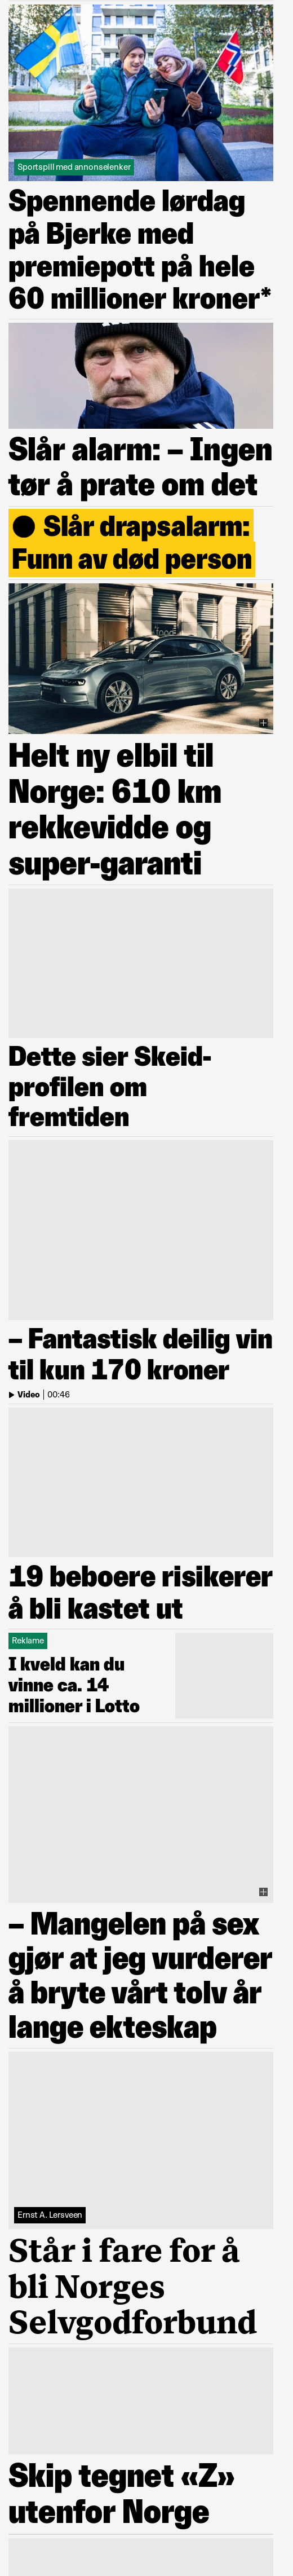 Sportspill med annonselenker
Spennende lørdag
på Bjerke med
premiepott på hele
60 millioner kroner*
Slår alarm: – Ingen
tør å prate om det
Slår drapsalarm:
Funn av død person
Helt ny elbil til
Norge: 610 km
rekkevidde og
super-garanti
Dette sier Skeid-
profilen om
fremtiden
– Fantastisk deilig vin
til kun 170 kroner
Video | 00:46
19 beboere risikerer
å bli kastet ut
Reklame
I kveld kan du
vinne ca. 14
millioner i Lotto
– Mangelen på sex
gjør at jeg vurderer
å bryte vårt tolv år
lange ekteskap
Ernst A. Lersveen
Står i fare for å
bli Norges
Selvgodforbund
Skip tegnet «Z»
utenfor Norge